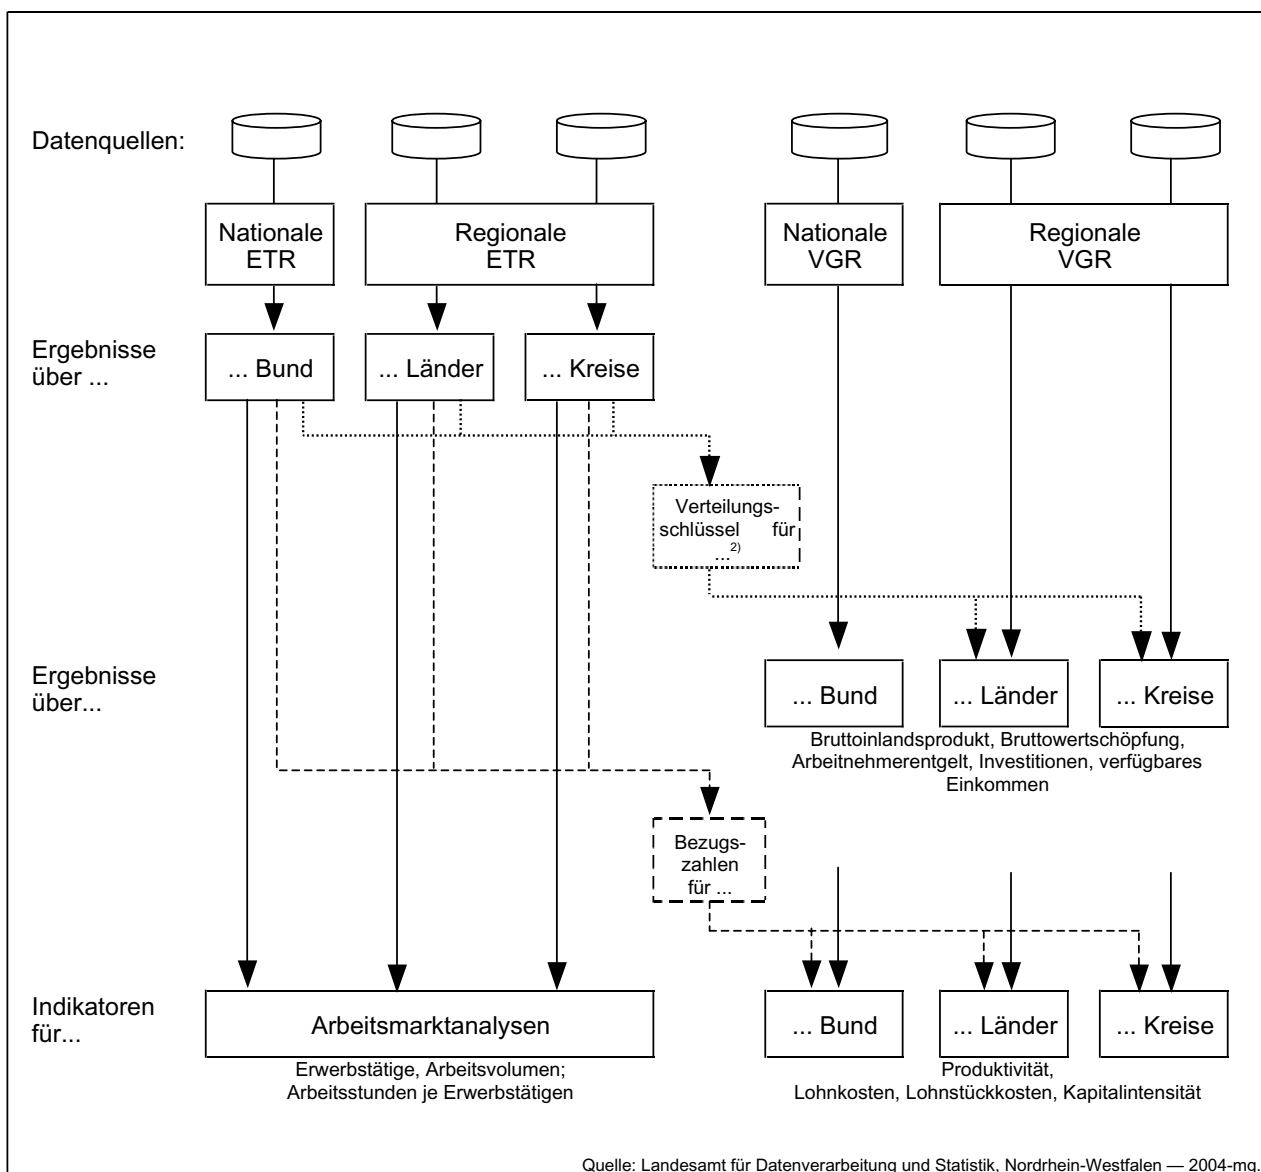 Datenquellen:
Nationale
ETR
Regionale
ETR
Nationale
VGR
Regionale
VGR
Ergebnisse
über ...
... Bund
... Länder
... Kreise
Verteilungs-
schlüssel für
...2)
Ergebnisse
über...
... Bund
... Länder
... Kreise
Bruttoinlandsprodukt, Bruttowertschöpfung,
Arbeitnehmerentgelt, Investitionen, verfügbares
Einkommen
Bezugs-
zahlen
für ...
Indikatoren
für...
Arbeitsmarktanalysen
... Bund
... Länder
... Kreise
Erwerbstätige, Arbeitsvolumen;
Arbeitsstunden je Erwerbstätigen
Produktivität,
Lohnkosten, Lohnstückkosten, Kapitalintensität
Quelle: Landesamt für Datenverarbeitung und Statistik, Nordrhein-Westfalen — 2004-mg.